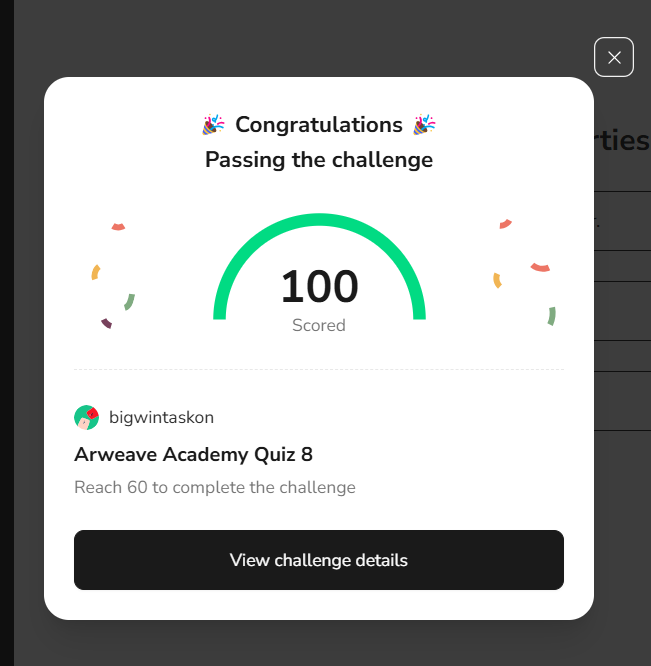 🎉 Congratulations 🎉
Passing the challenge
rties
100
Scored
bigwintaskon
Arweave Academy Quiz 8
Reach 60 to complete the challenge
View challenge details